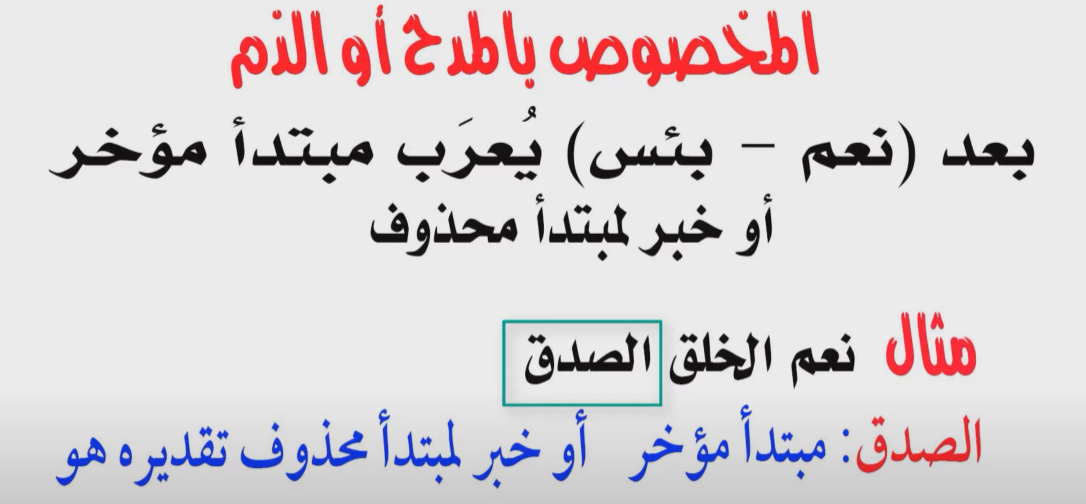 المخصوص بالمدح أو الذم
بعد (نعم - بئس) يُعرَب مبتدأ مؤخر
أو خبر لمبتدأ محذوف
مثال نعم الخلق الصدق
الصدق: مبتدأ مؤخر أو خبر لمبتدأ محذوف تقديره هو